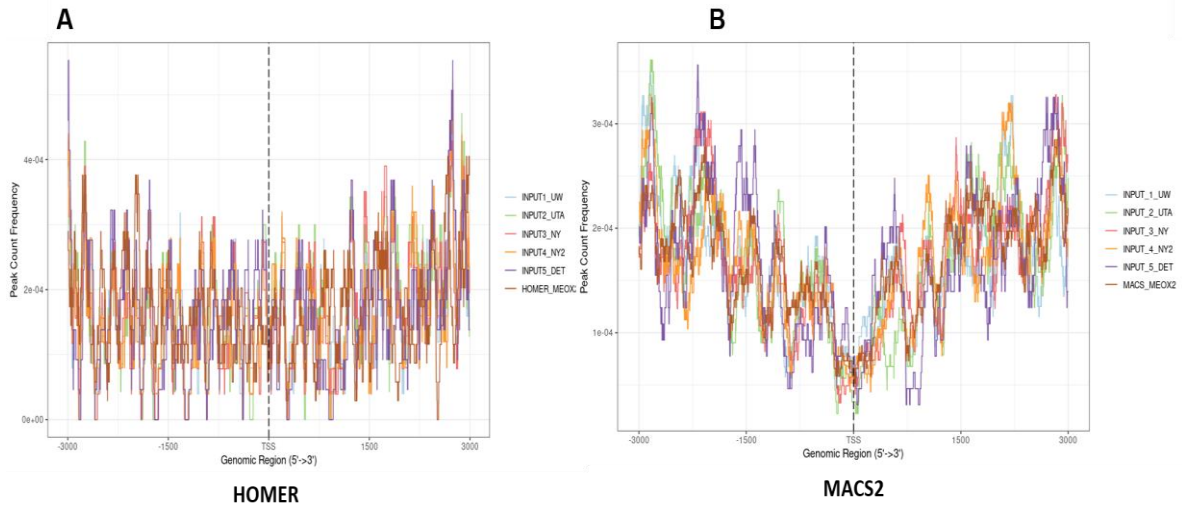 A
B
Peak Count Frequency
4e-04
2e-04
0e+00
-3000
-1500
TSS
1500
3000
Genomic Region (5'->3')
INPUT1_UW
INPUT2_UTA
INPUT3_NY
INPUT4_NY2
INPUT5_DET
HOMER_MEOX2
HOMER
Peak Count Frequency
3e-04
2e-04
1e-04
-3000
-1500
TSS
1500
3000
Genomic Region (5'->3')
INPUT_1_UW
INPUT_2_UTA
INPUT_3_NY
INPUT_4_NY2
INPUT_5_DET
MACS_MEOX2
MACS2